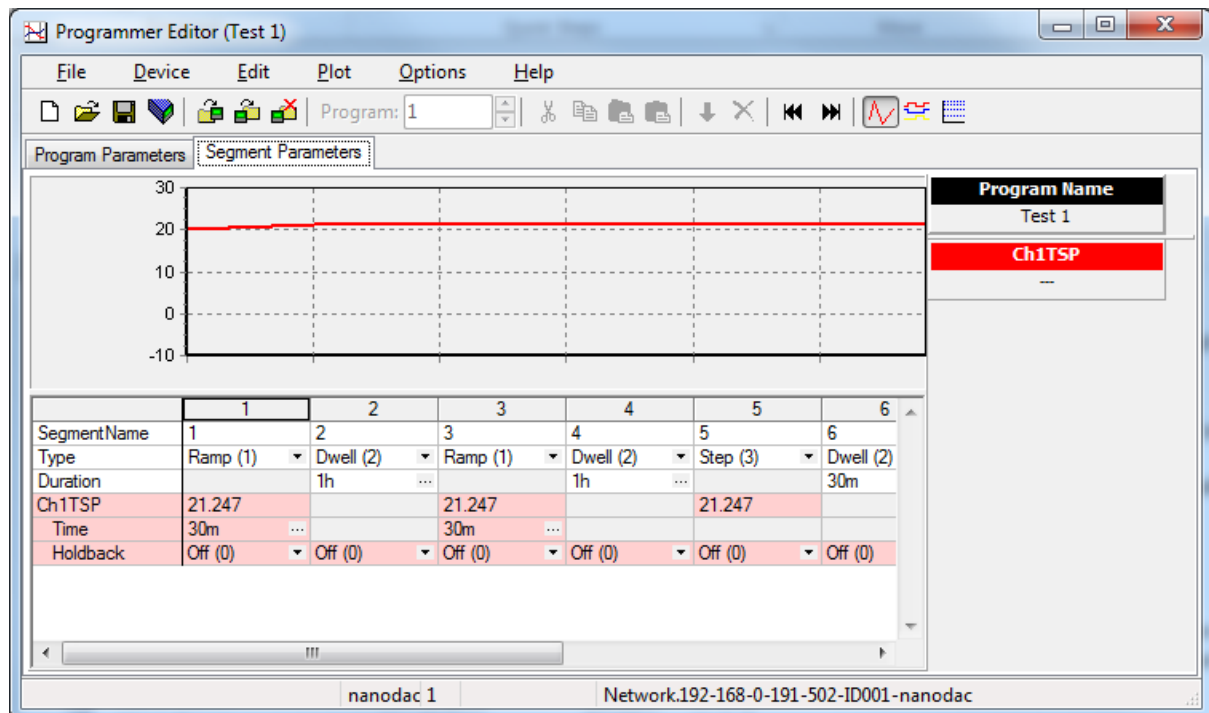 Programmer Editor (Test 1)
File Device Edit Plot Options Help
Program: 1
Program Parameters Segment Parameters
30
20
10
0
-10
Program Name
Test 1
Ch1TSP
---
1 2 3 4 5 6
SegmentName 1 2 3 4 5 6
Type Ramp (1) Dwell (2) Ramp (1) Dwell (2) Step (3) Dwell (2)
Duration 1h ... 1h ... 30m
Ch1TSP 21.247 21.247 21.247
Time 30m ... 30m ...
Holdback Off (0) Off (0) Off (0) Off (0) Off (0) Off (0)
nanodac 1 Network.192-168-0-191-502-ID001-nanodac